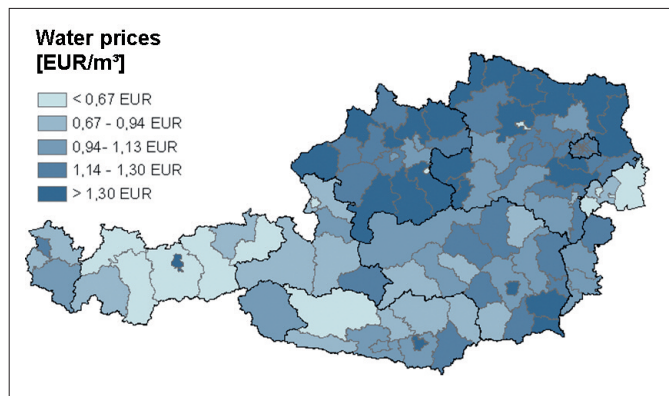 Water prices
[EUR/m³]
< 0,67 EUR
0,67 - 0,94 EUR
0,94- 1,13 EUR
1,14 - 1,30 EUR
> 1,30 EUR